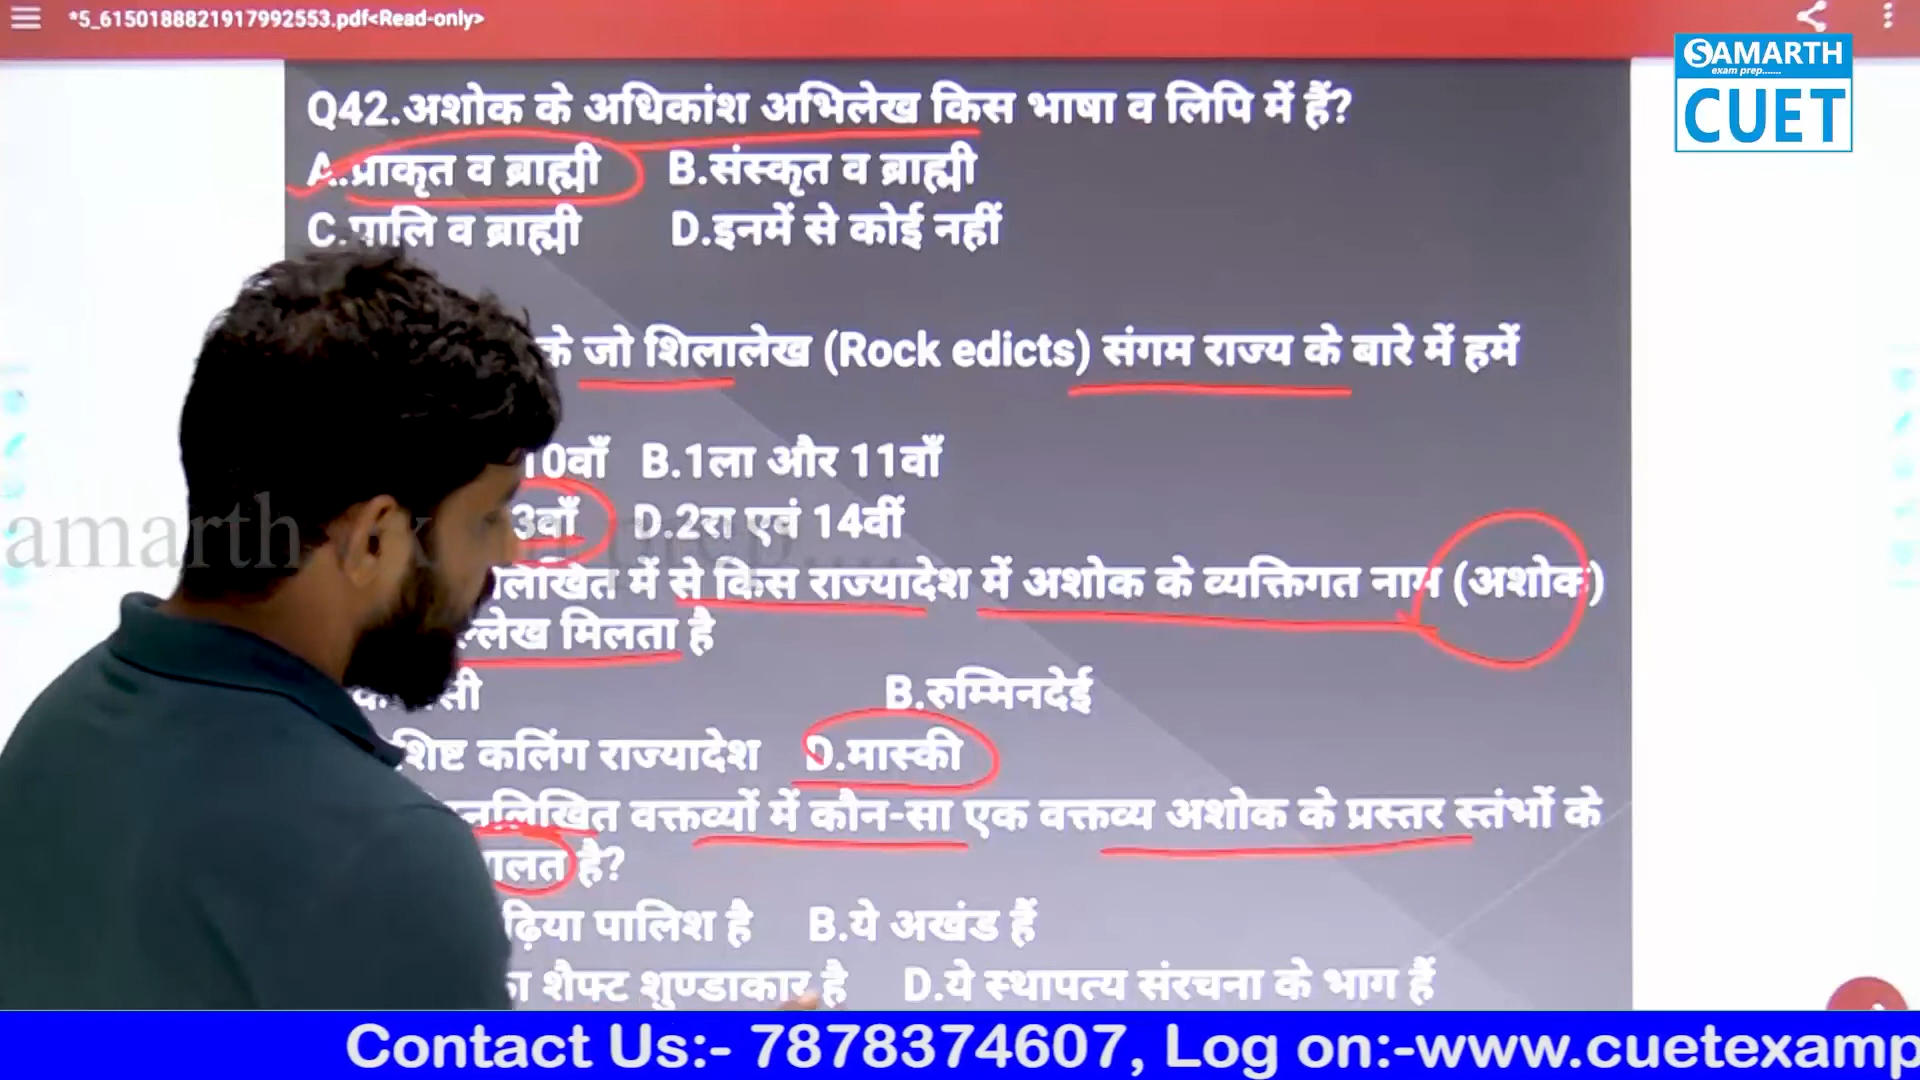 *5_6150188821917992553.pdf<Read-only>
SAMARTH
exam prep.......
CUET
Q42.अशोक के अधिकांश अभिलेख किस भाषा व लिपि में हैं?
A.प्राकृत व ब्राह्मी B.संस्कृत व ब्राह्मी
C.पालि व ब्राह्मी D.इनमें से कोई नहीं
के जो शिलालेख (Rock edicts) संगम राज्य के बारे में हमें
10वाँ B.1ला और 11वाँ
3वाँ D.2रा एवं 14वीं
amarth
में से किस राज्यादेश में अशोक के व्यक्तिगत नाम (अशोक)
मिलता है
B.रुम्मिनदेई
कलिंग राज्यादेश D.मास्की
वक्तव्यों में कौन-सा एक वक्तव्य अशोक के प्रस्तर स्तंभों के
है?
पालिश है B.ये अखंड हैं
शैफ्ट शुण्डाकार है D.ये स्थापत्य संरचना के भाग हैं
Contact Us:- 7878374607, Log on:-www.cuetexamp